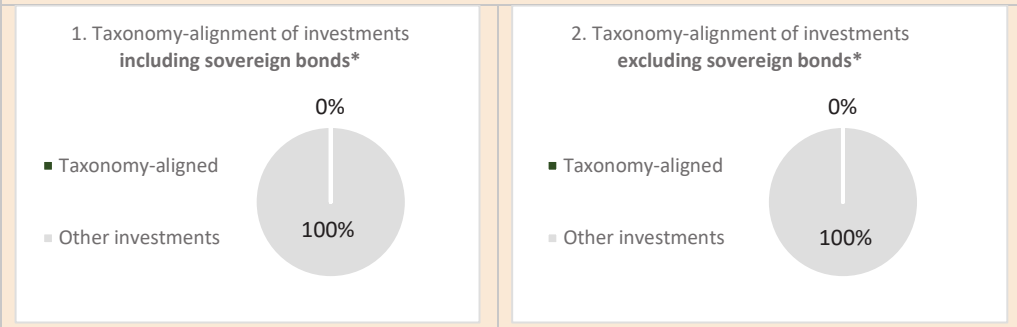 1. Taxonomy-alignment of investments
including sovereign bonds*
0%
Taxonomy-aligned
Other investments
100%
2. Taxonomy-alignment of investments
excluding sovereign bonds*
0%
Taxonomy-aligned
Other investments
100%